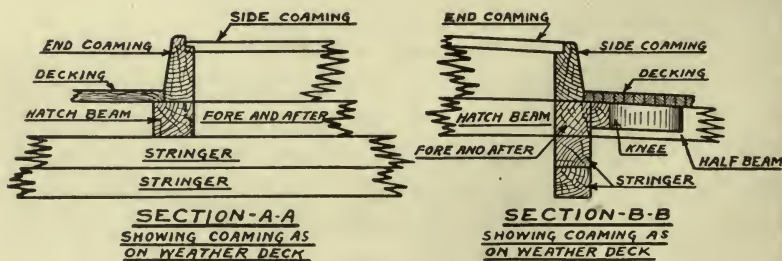 SIDE COAMING
END COAMING
DECKING
HATCH BEAM
FORE AND AFTER
STRINGER
STRINGER
SECTION-A-A
SHOWING COAMING AS
ON WEATHER DECK
END COAMING
SIDE COAMING
DECKING
HATCH BEAM
FORE AND AFTER
KNEE
HALF BEAM
STRINGER
SECTION-B-B
SHOWING COAMING AS
ON WEATHER DECK